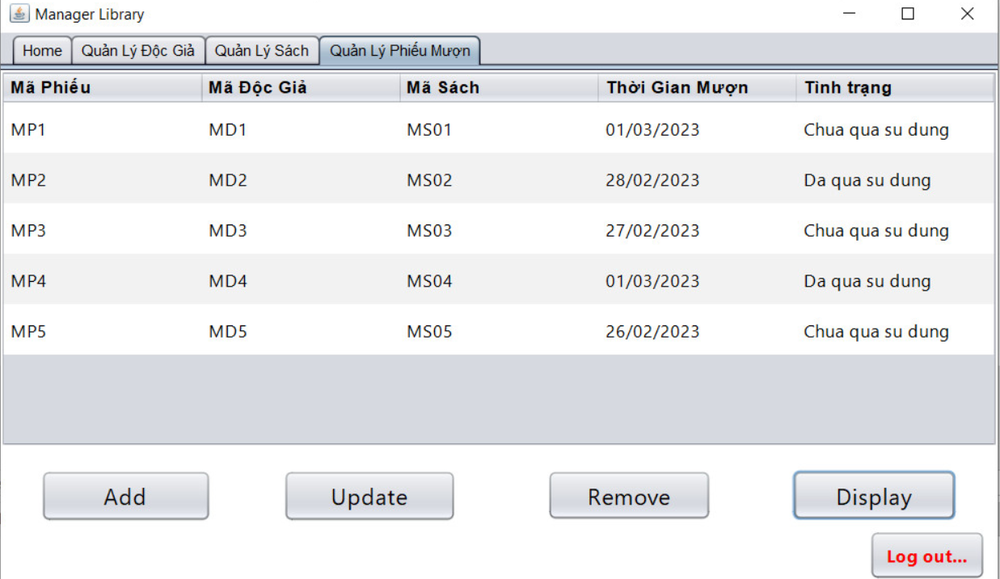 Manager Library
Home Quản Lý Độc Giả Quản Lý Sách Quản Lý Phiếu Mượn
Mã Phiếu Mã Độc Giả Mã Sách Thời Gian Mượn Tình trạng
MP1 MD1 MS01 01/03/2023 Chua qua su dung
MP2 MD2 MS02 28/02/2023 Da qua su dung
MP3 MD3 MS03 27/02/2023 Chua qua su dung
MP4 MD4 MS04 01/03/2023 Da qua su dung
MP5 MD5 MS05 26/02/2023 Chua qua su dung
Add Update Remove Display
Log out...